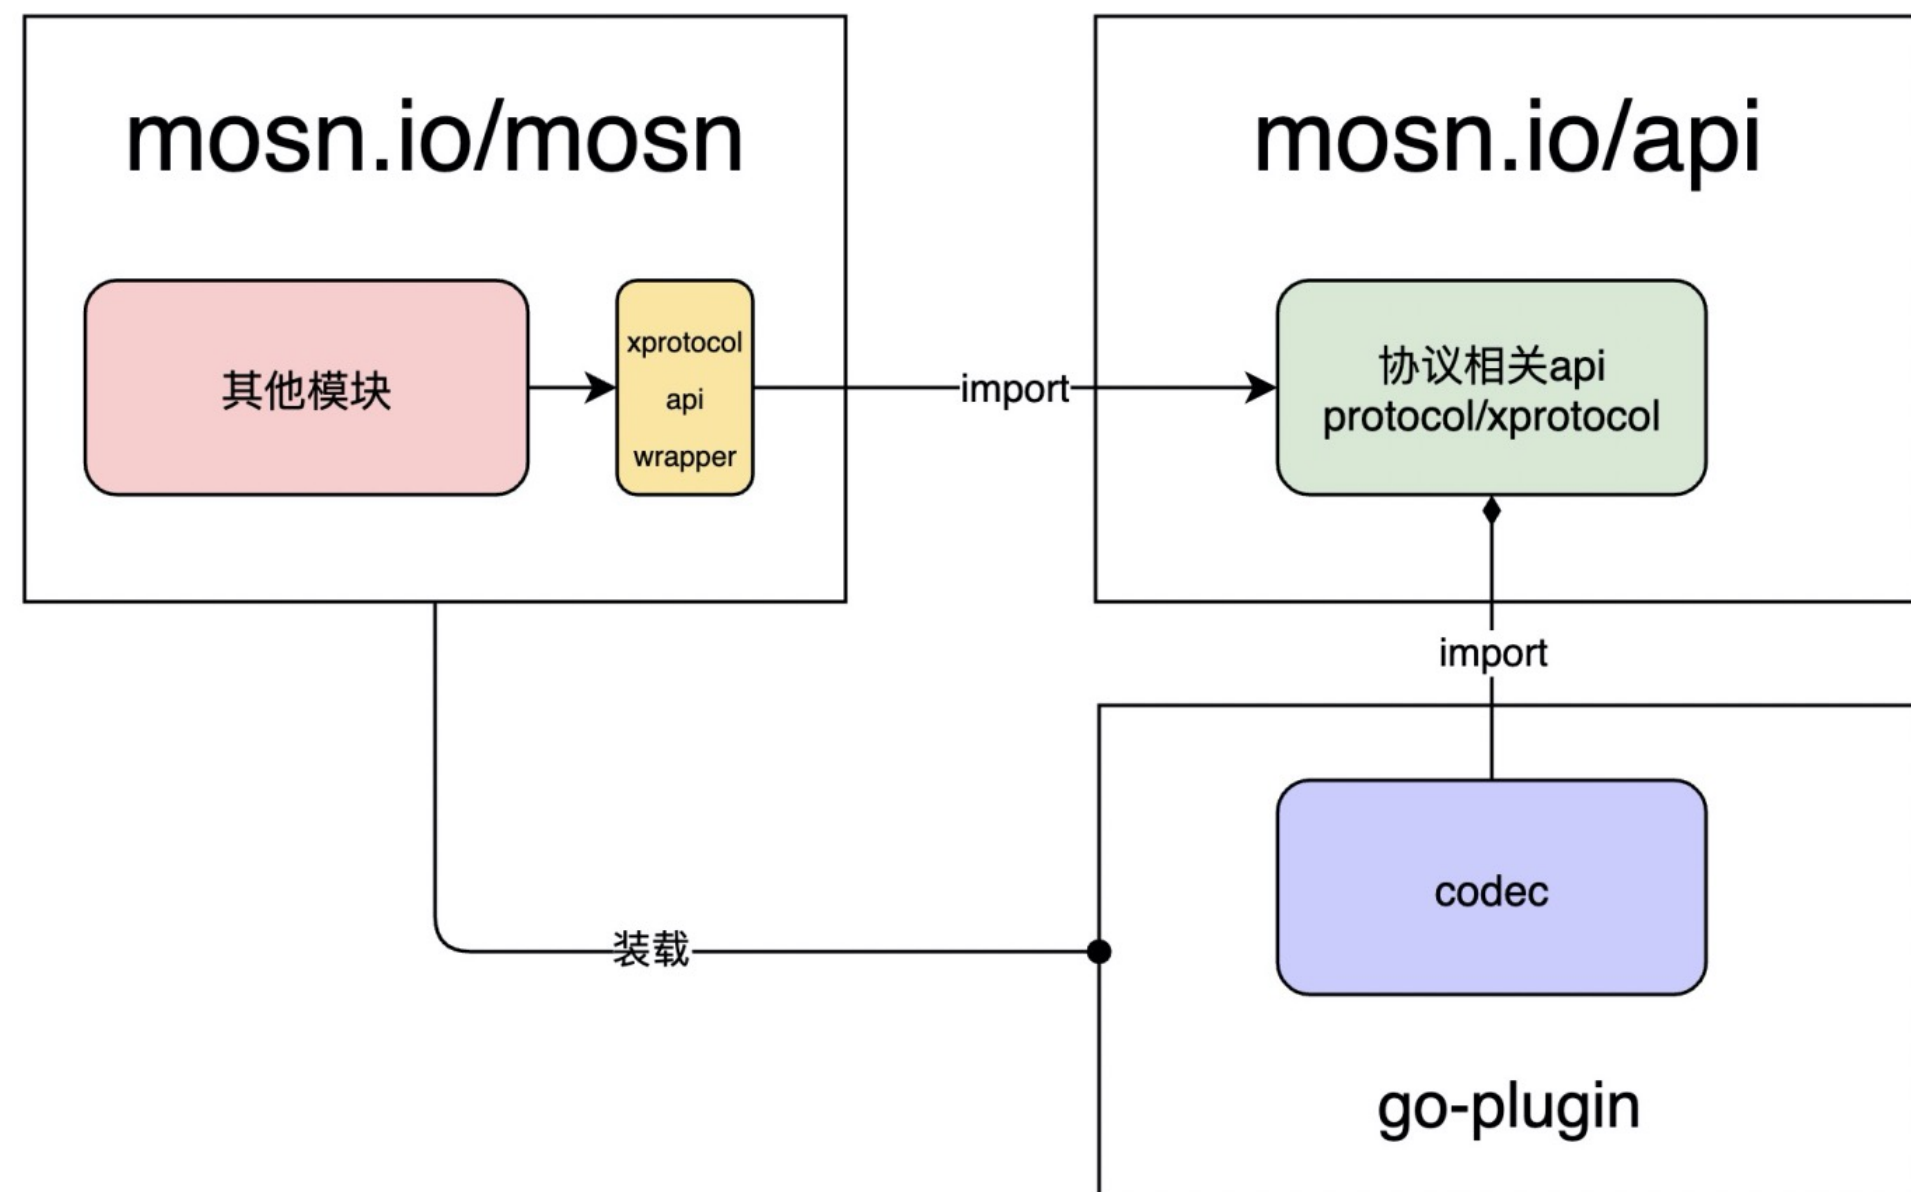 mosn.io/mosn
mosn.io/api
其他模块
xprotocol
api
wrapper
import
协议相关api
protocol/xprotocol
import
codec
装载
go-plugin